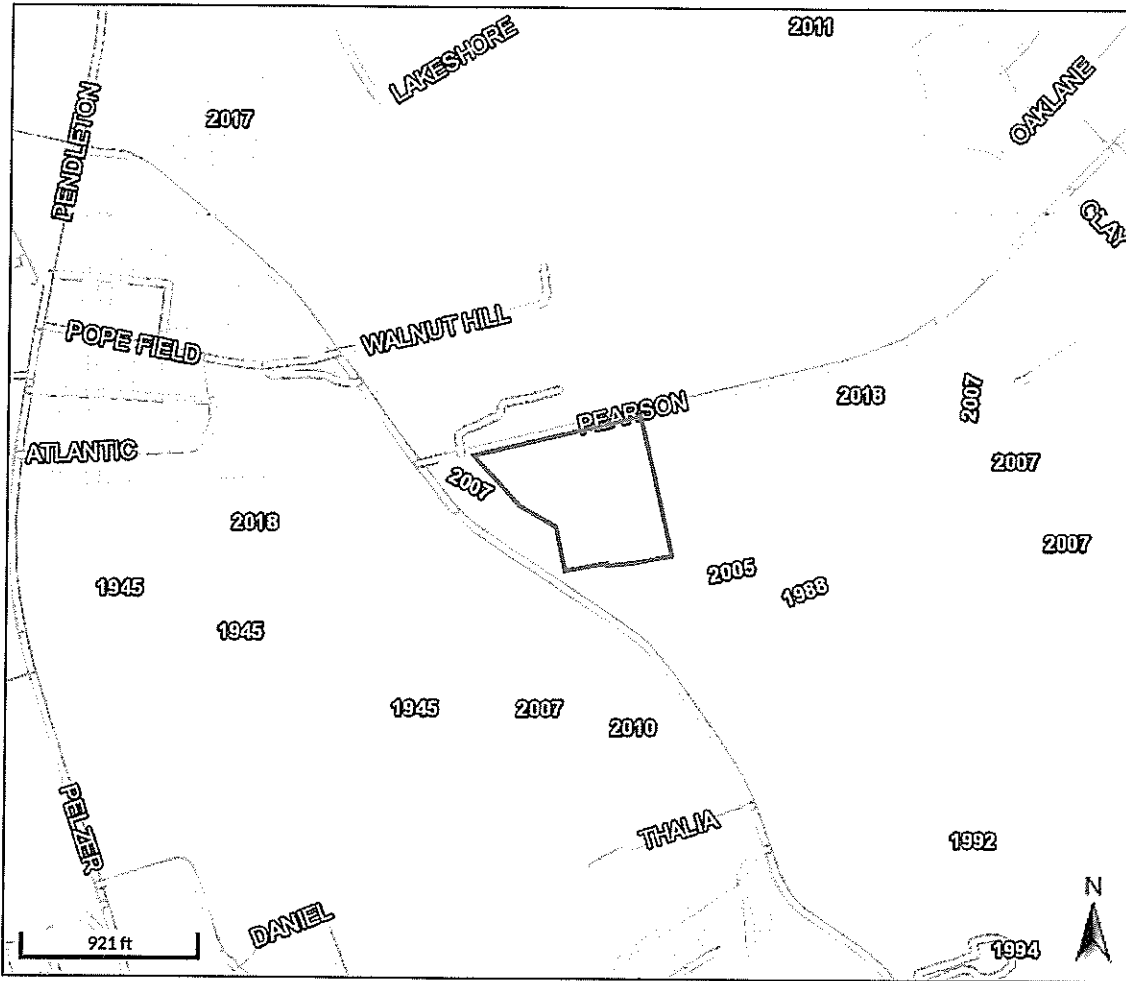 2011
LAKESHORE
OAKLANE
2017
PENDLETON
CLAY
WALNUT HILL
POPE FIELD
2018
2007
PEARSON
ATLANTIC
2007
2007
2018
2007
2005
1988
1945
1945
1945
2007
2010
THALIA
PELZER
1992
DANIEL
N
921 ft
1994